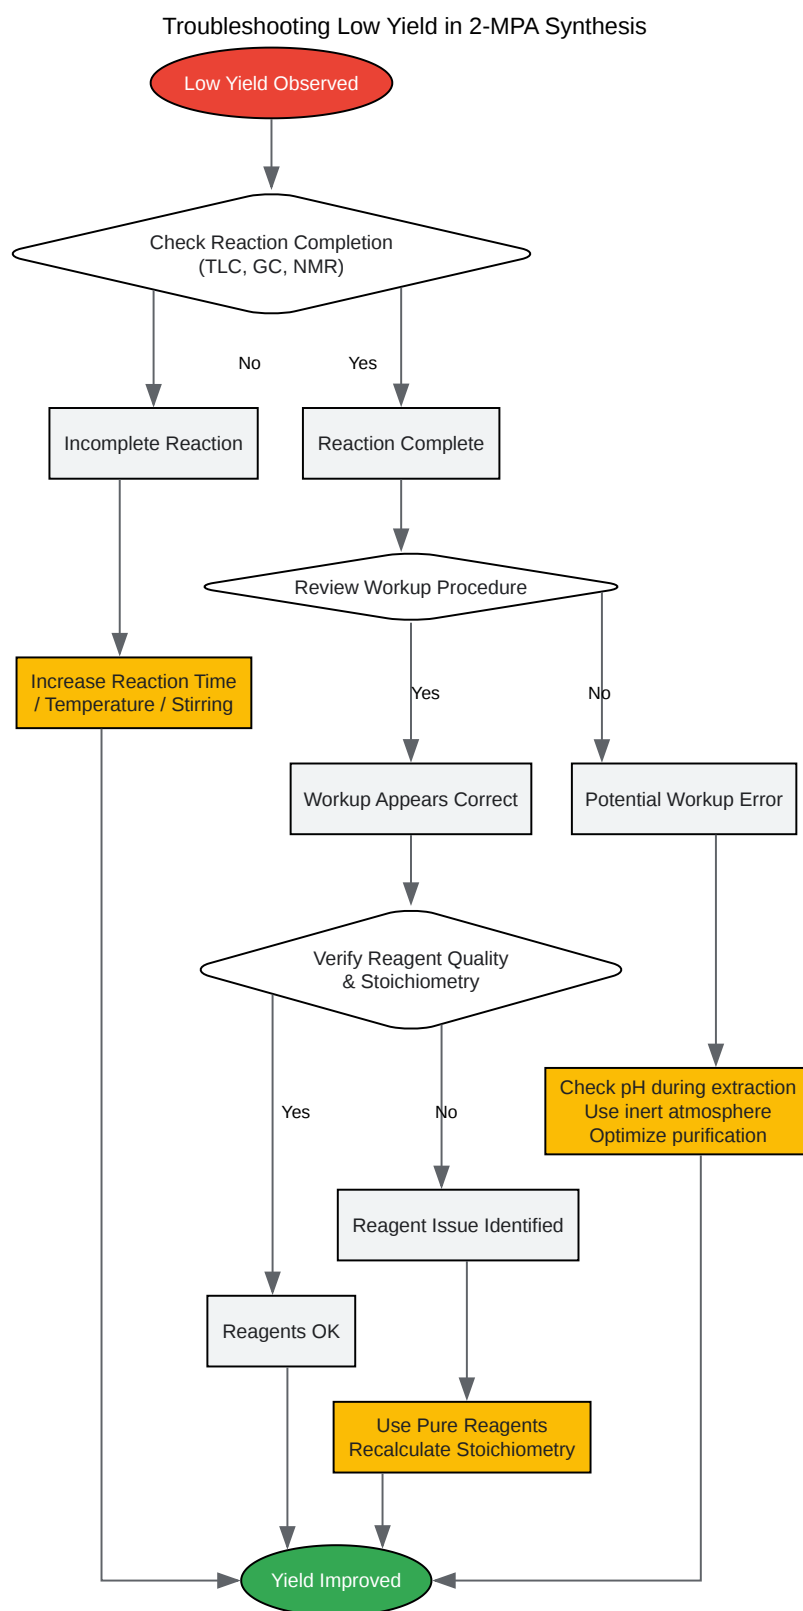 Troubleshooting Low Yield in 2-MPA Synthesis
Low Yield Observed
Check Reaction Completion
(TLC, GC, NMR)
No
Yes
Incomplete Reaction
Reaction Complete
Review Workup Procedure
Increase Reaction Time
/ Temperature / Stirring
Yes
No
Workup Appears Correct
Potential Workup Error
Verify Reagent Quality
& Stoichiometry
Check pH during extraction
Use inert atmosphere
Optimize purification
Yes
No
Reagent Issue Identified
Reagents OK
Use Pure Reagents
Recalculate Stoichiometry
Yield Improved